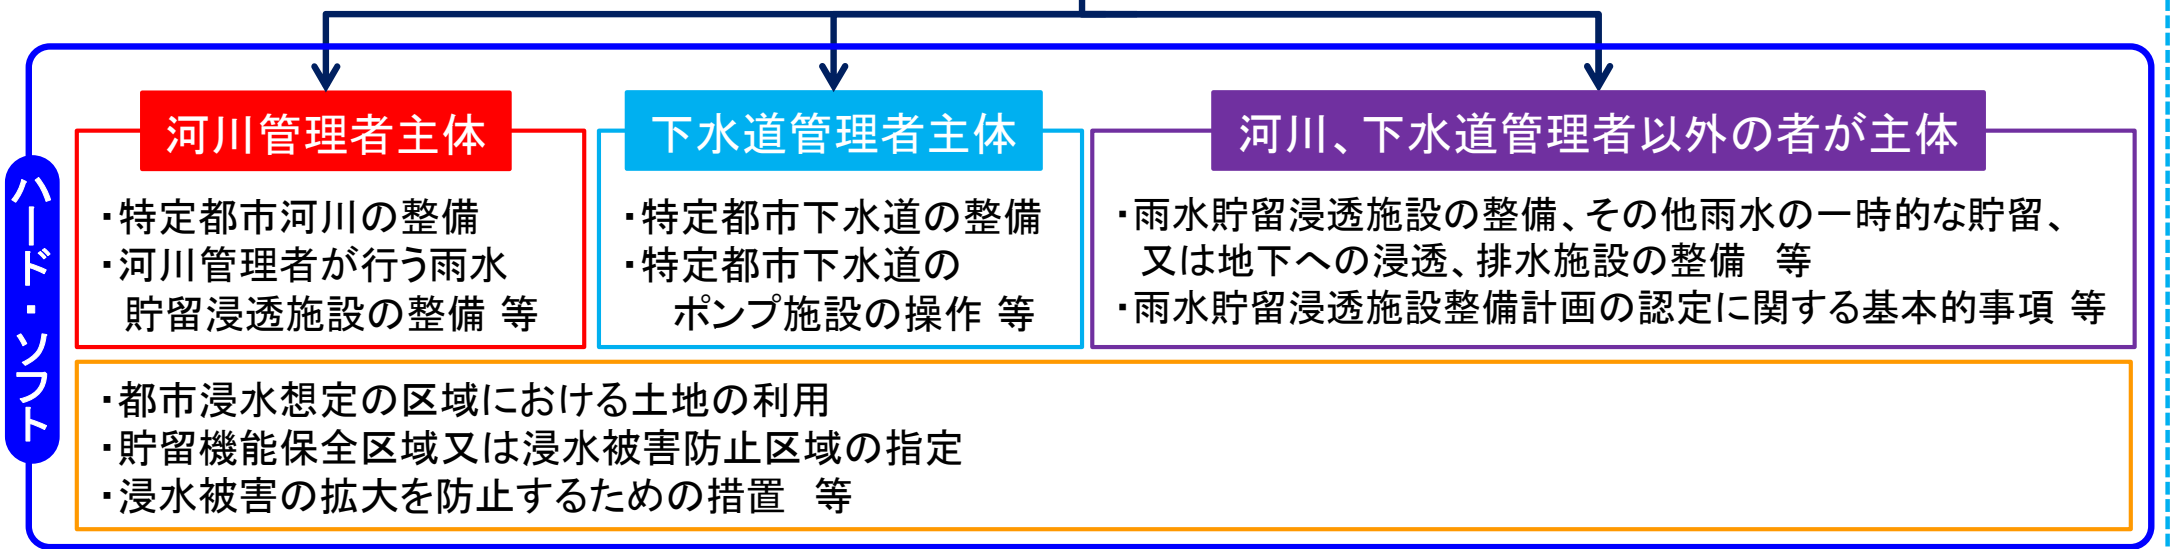 ハード・ソフト
河川管理者主体
・特定都市河川の整備
・河川管理者が行う雨水
貯留浸透施設の整備 等
下水道管理者主体
・特定都市下水道の整備
・特定都市下水道の
ポンプ施設の操作 等
河川、下水道管理者以外の者が主体
・雨水貯留浸透施設の整備、その他雨水の一時的な貯留、
又は地下への浸透、排水施設の整備　等
・雨水貯留浸透施設整備計画の認定に関する基本的事項 等
・都市浸水想定の区域における土地の利用
・貯留機能保全区域又は浸水被害防止区域の指定
・浸水被害の拡大を防止するための措置　等